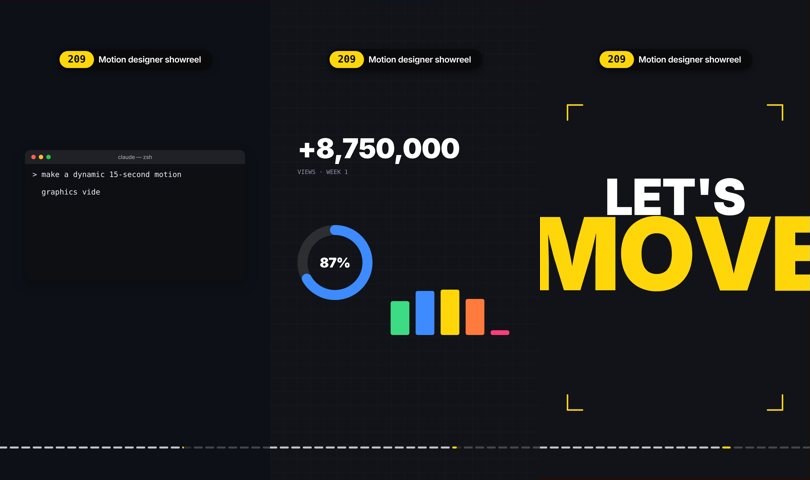 209 Motion designer showreel
claude — zsh
> make a dynamic 15-second motion
graphics vide
209 Motion designer showreel
+8,750,000
VIEWS · WEEK 1
87%
209 Motion designer showreel
LET'S
MOVE